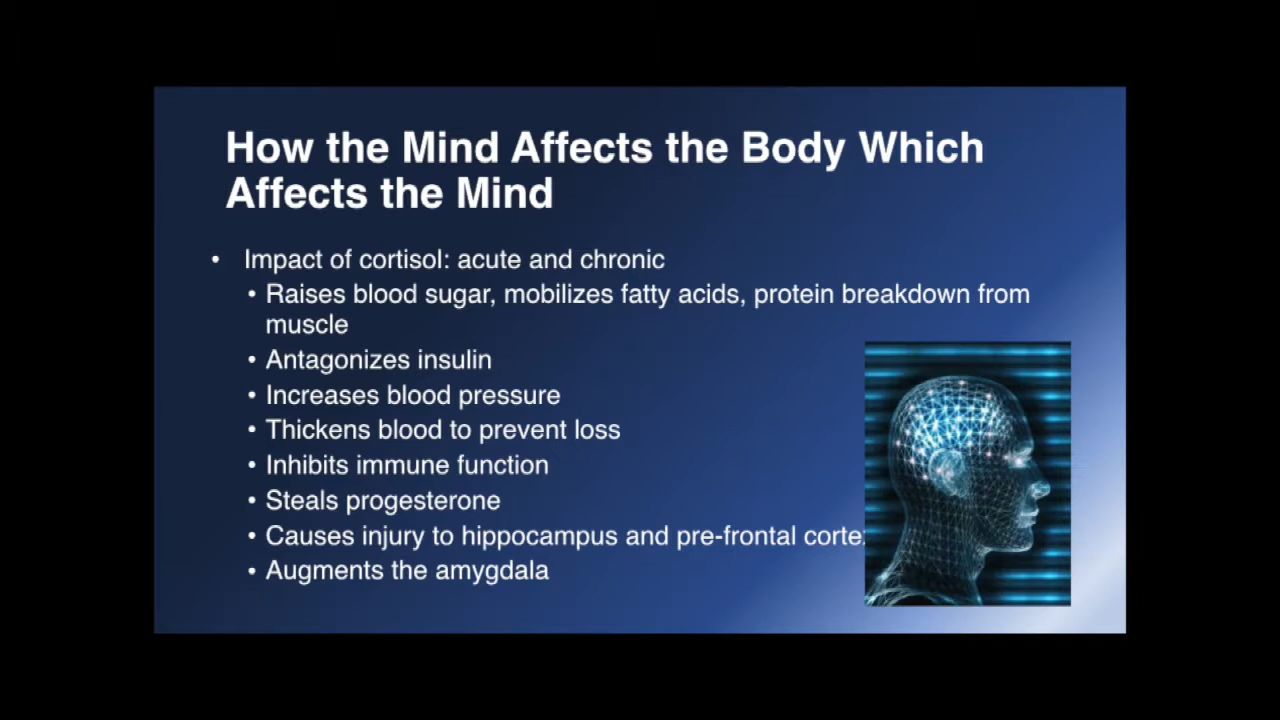 How the Mind Affects the Body Which
Affects the Mind
• Impact of cortisol: acute and chronic
• Raises blood sugar, mobilizes fatty acids, protein breakdown from
muscle
• Antagonizes insulin
• Increases blood pressure
• Thickens blood to prevent loss
• Inhibits immune function
• Steals progesterone
• Causes injury to hippocampus and pre-frontal
• Augments the amygdala